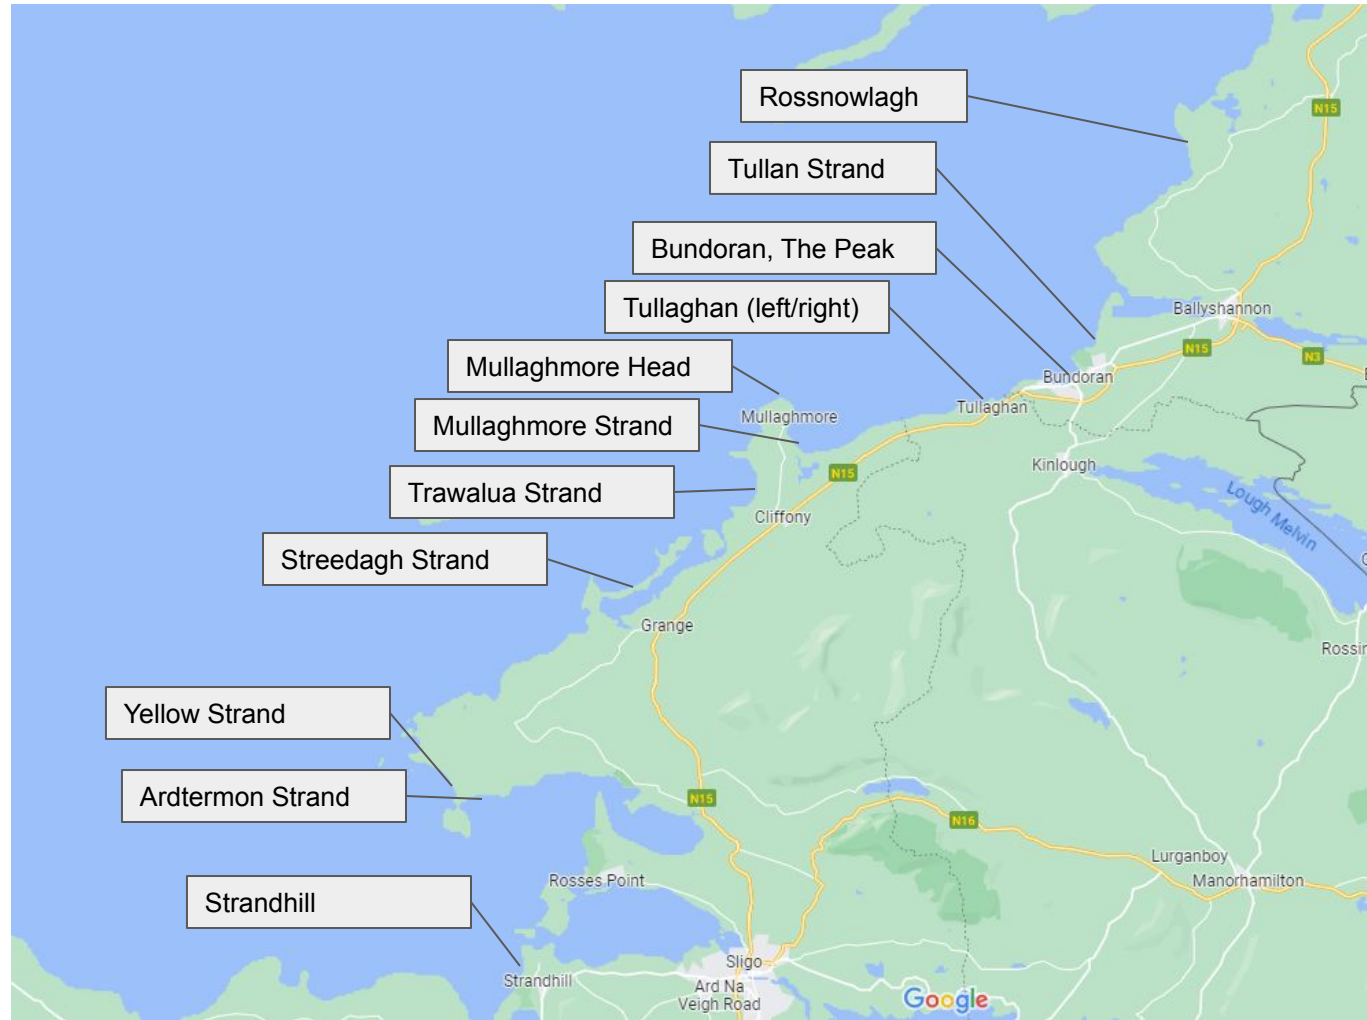 Rossnowlagh
N15
Tullan Strand
Bundoran, The Peak
Tullaghan (left/right)
Ballyshannon
N15
N3
Mullaghmore Head
Bundoran
Mullaghmore
Tullaghan
Mullaghmore Strand
Kinlough
N15
Trawalua Strand
Lough Melvin
Cliffony
Streedagh Strand
Grange
Rossin
Yellow Strand
Ardtermon Strand
N15
N16
Lurganboy
Rosses Point
Manorhamilton
Strandhill
Sligo
Strandhill
Ard Na
Veigh Road
Google